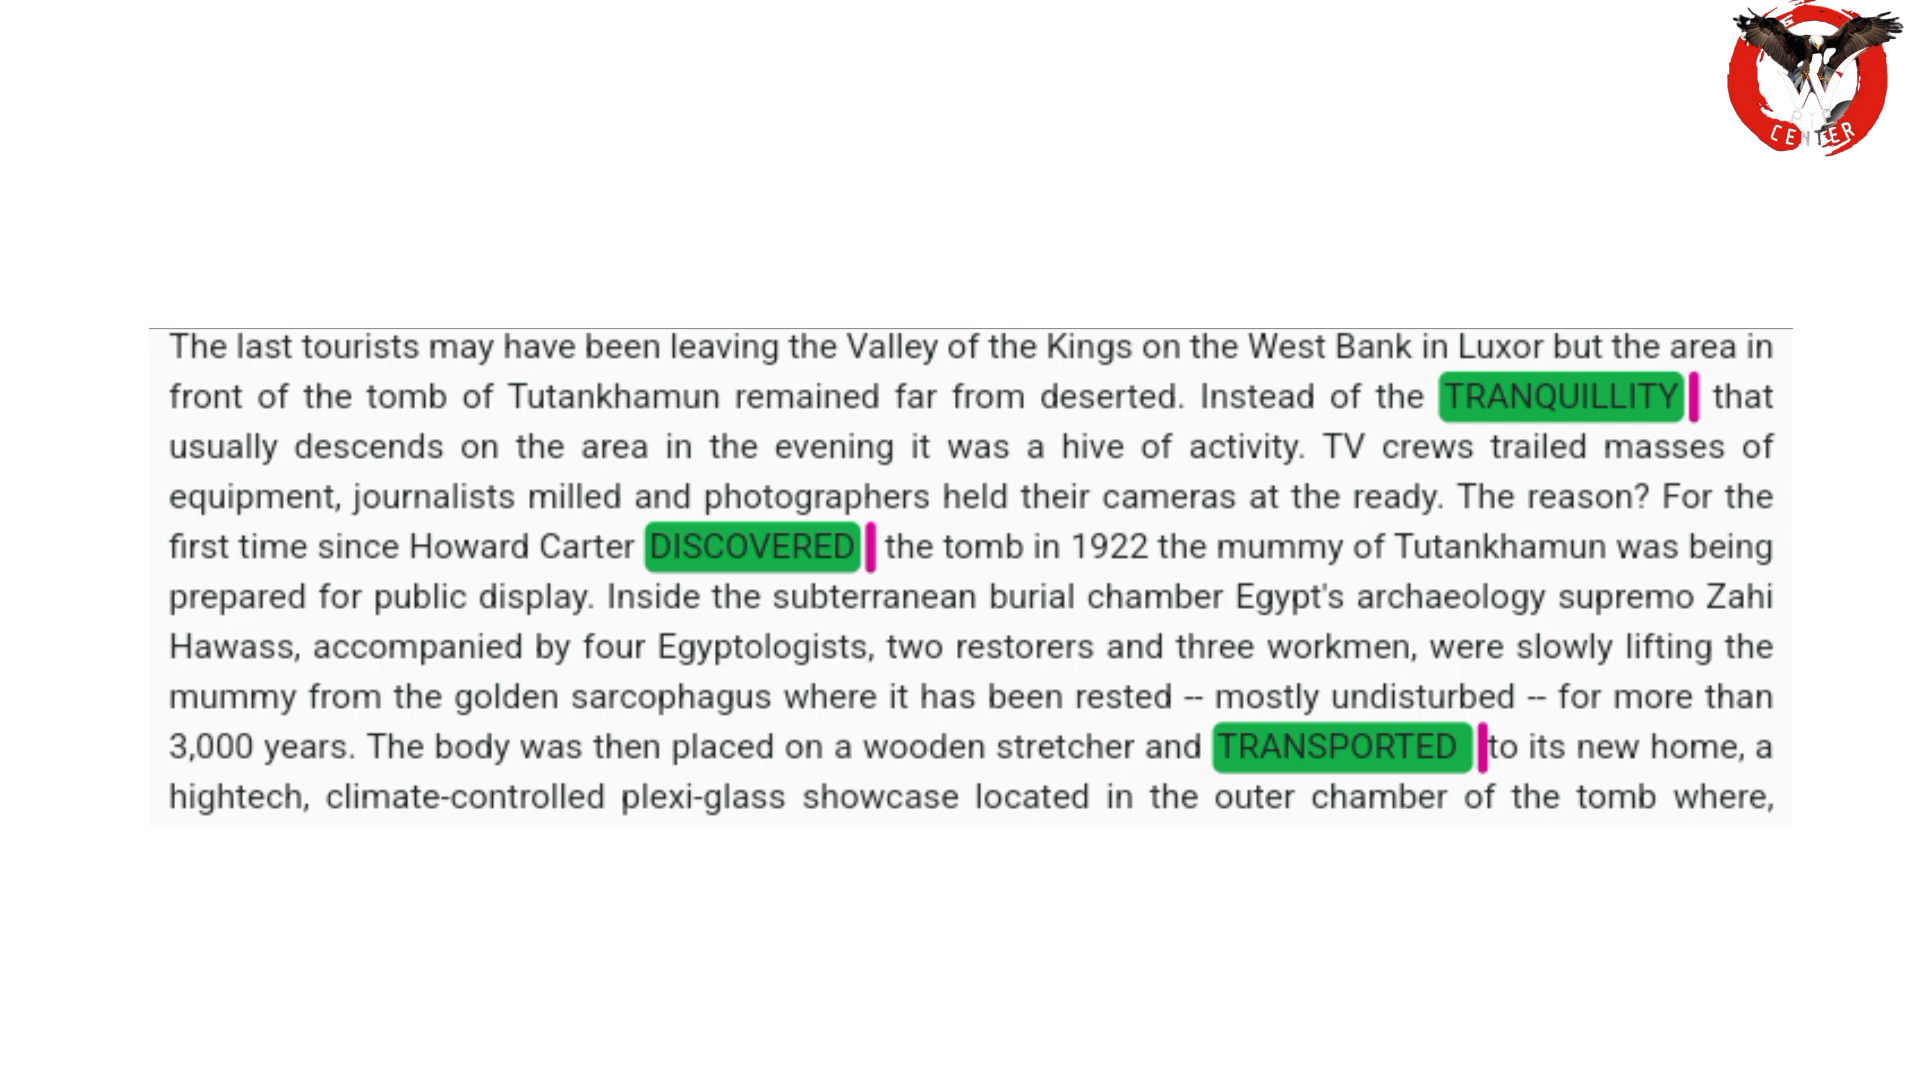 W
PTE
CENTER
The last tourists may have been leaving the Valley of the Kings on the West Bank in Luxor but the area in
front of the tomb of Tutankhamun remained far from deserted. Instead of the TRANQUILLITY that
usually descends on the area in the evening it was a hive of activity. TV crews trailed masses of
equipment, journalists milled and photographers held their cameras at the ready. The reason? For the
first time since Howard Carter DISCOVERED the tomb in 1922 the mummy of Tutankhamun was being
prepared for public display. Inside the subterranean burial chamber Egypt's archaeology supremo Zahi
Hawass, accompanied by four Egyptologists, two restorers and three workmen, were slowly lifting the
mummy from the golden sarcophagus where it has been rested -- mostly undisturbed -- for more than
3,000 years. The body was then placed on a wooden stretcher and TRANSPORTED to its new home, a
hightech, climate-controlled plexi-glass showcase located in the outer chamber of the tomb where,